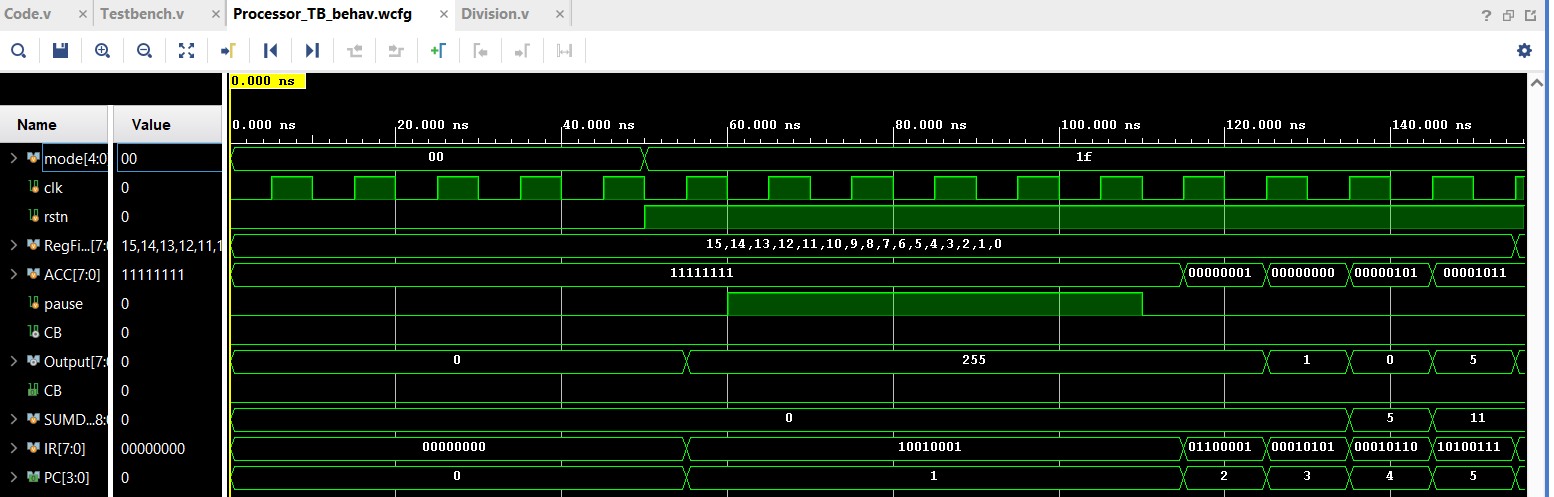 Code.v × Testbench.v × Processor_TB_behav.wcfg × Division.v ×
0.000 ns
Name Value
0.000 ns 20.000 ns 40.000 ns 60.000 ns 80.000 ns 100.000 ns 120.000 ns 140.000 ns
mode[4:0] 00 00 1f
clk 0
rstn 0
RegFi...[7:0 15,14,13,12,11,1 15,14,13,12,11,10,9,8,7,6,5,4,3,2,1,0
ACC[7:0] 11111111 11111111 00000001 00000000 00000101 00001011
pause 0
CB 0
Output[7:0 0 0 255 1 0 5
CB 0
SUMD...8:0 0 0 5 11
IR[7:0] 00000000 00000000 10010001 01100001 00010101 00010110 10100111
PC[3:0] 0 0 1 2 3 4 5